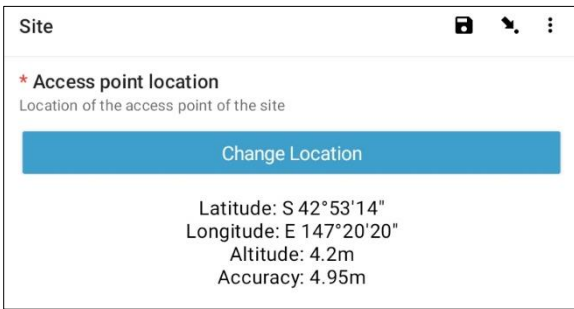 Site
* Access point location
Location of the access point of the site
Change Location
Latitude: S 42°53'14"
Longitude: E 147°20'20"
Altitude: 4.2m
Accuracy: 4.95m